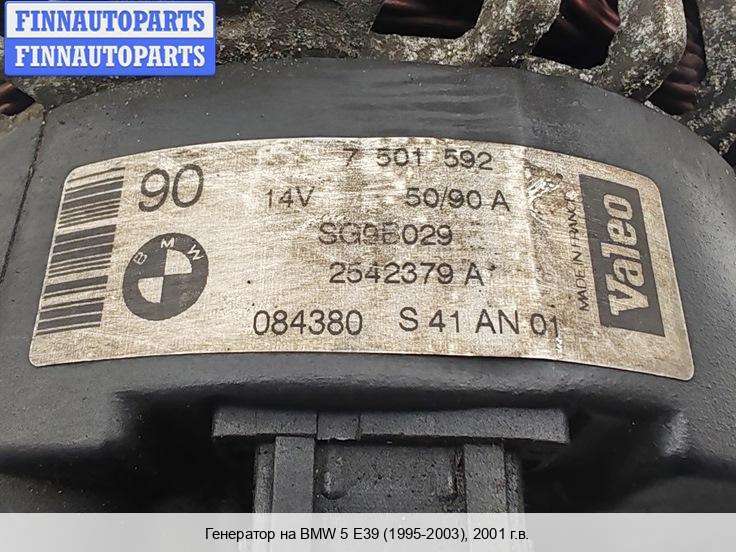 FINNAUTOPARTS
FINNAUTOPARTS
7 501 592
90
14V 50/90 A
BMW
SG9B029
2542379 A
084380 S 41 AN 01
MADE IN FRANCE
Valeo
Генератор на BMW 5 E39 (1995-2003), 2001 г.в.